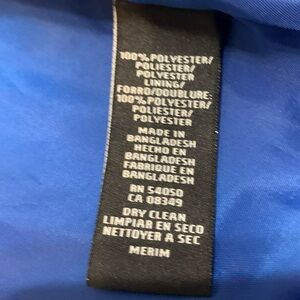 100% POLYESTER/
POLIESTER/
POLYESTER
LINING/
FORRO/DOUBLURE:
100% POLYESTER/
POLIESTER/
POLYESTER
MADE IN
BANGLADESH
HECHO EN
BANGLADESH
FABRIQUE EN
BANGLADESH
RN 54050
CA 08349
DRY CLEAN
LIMPIAR EN SECO
NETTOYER A SEC
MERIM